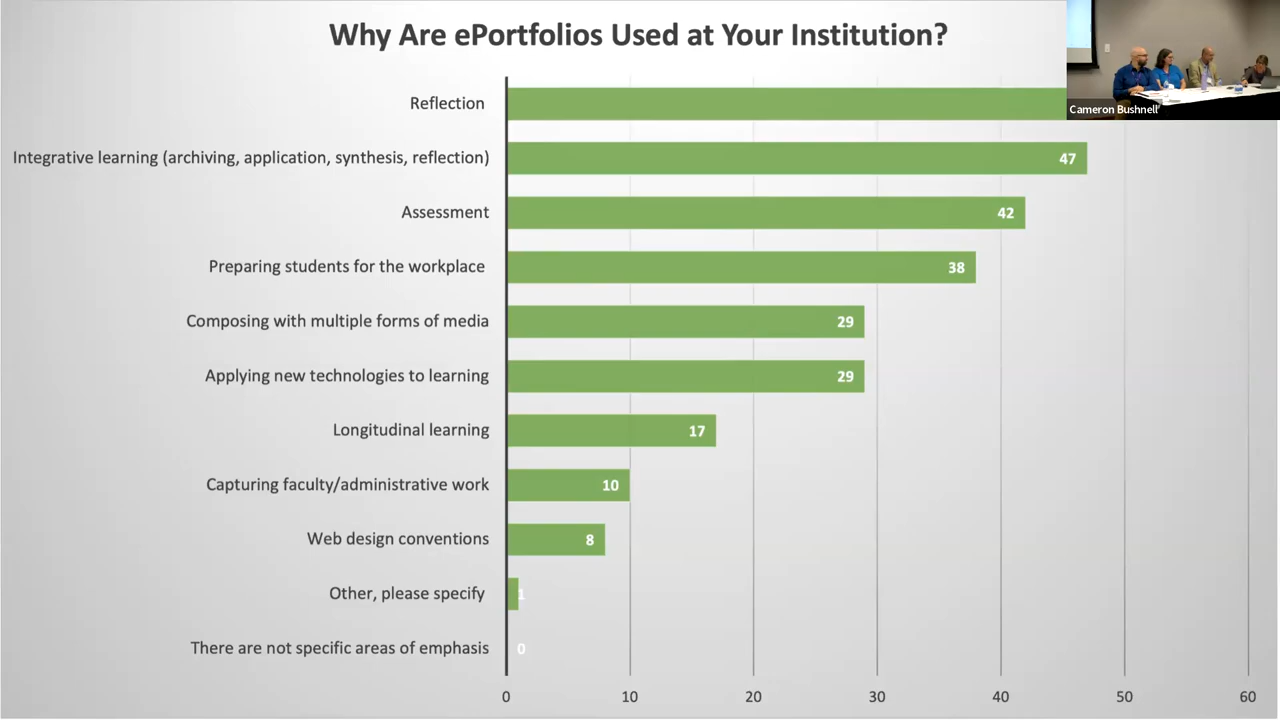 Why Are ePortfolios Used at Your Institution?
Cameron Bushnell
Reflection
Integrative learning (archiving, application, synthesis, reflection) 47
Assessment 42
Preparing students for the workplace 38
Composing with multiple forms of media 29
Applying new technologies to learning 29
Longitudinal learning 17
Capturing faculty/administrative work 10
Web design conventions 8
Other, please specify 1
There are not specific areas of emphasis 0
0 10 20 30 40 50 60